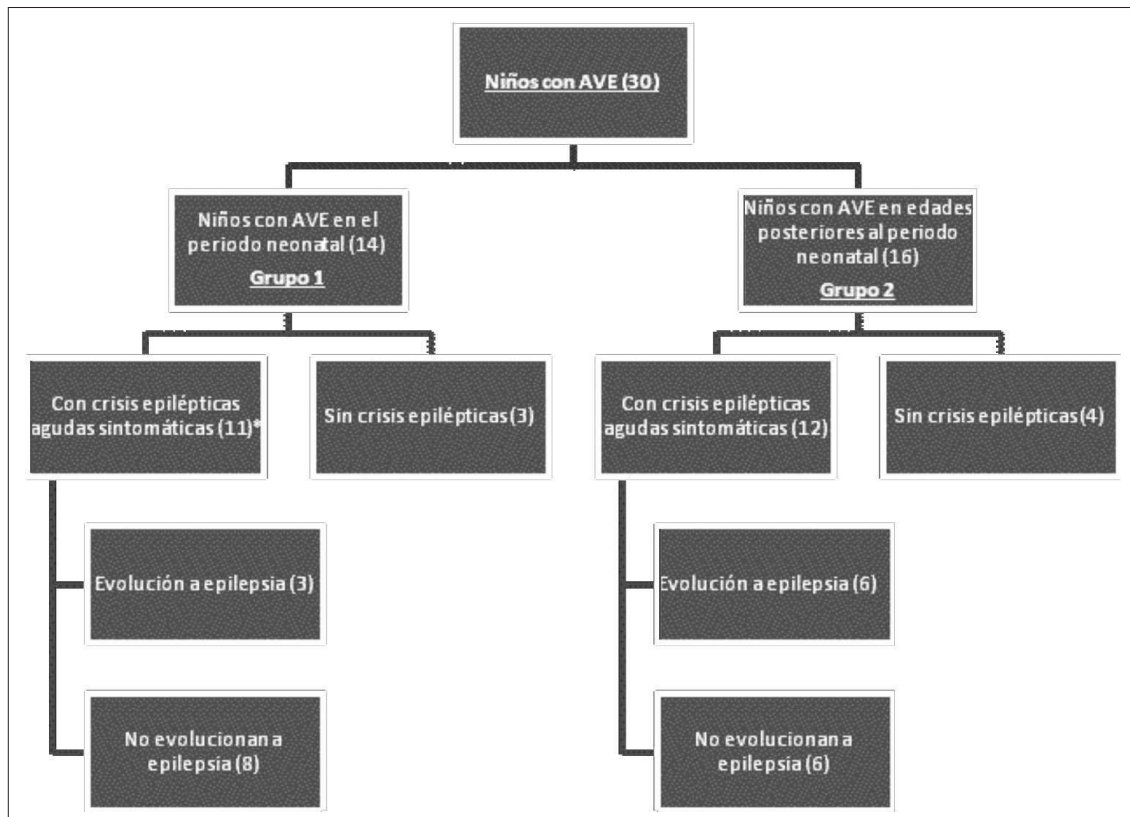 Niños con AVE (30)
Niños con AVE en el
periodo neonatal (14)
Grupo 1
Niños con AVE en edades
posteriores al periodo
neonatal (16)
Grupo 2
Con crisis epilépticas
agudas sintomáticas (11)*
Sin crisis epilépticas (3)
Con crisis epilépticas
agudas sintomáticas (12)
Sin crisis epilépticas (4)
Evolución a epilepsia (3)
Evolución a epilepsia (6)
No evolucionan a
epilepsia (8)
No evolucionan a
epilepsia (6)